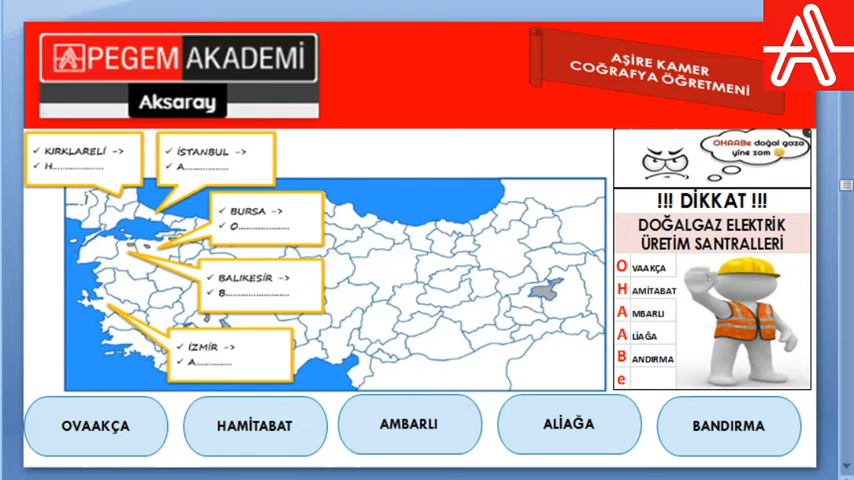 PEGEM AKADEMİ
Aksaray
AŞİRE KAMER
COĞRAFYA ÖĞRETMENİ
✓ KIRKLARELİ ->
✓ H....................
✓ İSTANBUL ->
✓ A................
✓ BURSA ->
✓ O....................
✓ BALIKESİR ->
✓ B......................
✓ İZMİR ->
✓ A..............
OHAABe doğal gaza
yine zam
!!! DİKKAT !!!
DOĞALGAZ ELEKTRİK
ÜRETİM SANTRALLERİ
O VAAKÇA
H AMİTABAT
A MBARLI
A LİAĞA
B ANDIRMA
e
OVAAKÇA
HAMİTABAT
AMBARLI
ALİAĞA
BANDIRMA